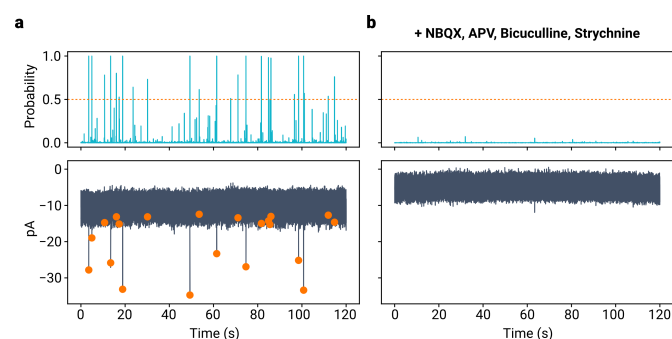 a
b
+ NBQX, APV, Bicuculline, Strychnine
Probability
1.0
0.5
0.0
pA
0
−10
−20
−30
0 20 40 60 80 100 120
0 20 40 60 80 100 120
Time (s)
Time (s)